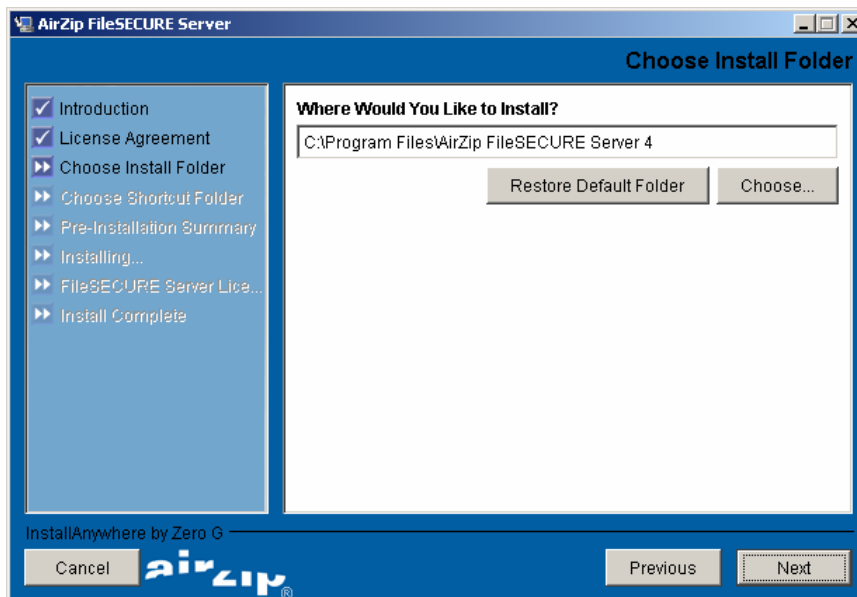 AirZip FileSECURE Server
Choose Install Folder
Introduction
License Agreement
Choose Install Folder
Choose Shortcut Folder
Pre-Installation Summary
Installing...
FileSECURE Server Lice...
Install Complete
Where Would You Like to Install?
C:\Program Files\AirZip FileSECURE Server 4
Restore Default Folder
Choose...
InstallAnywhere by Zero G
Cancel
airzip®
Previous
Next